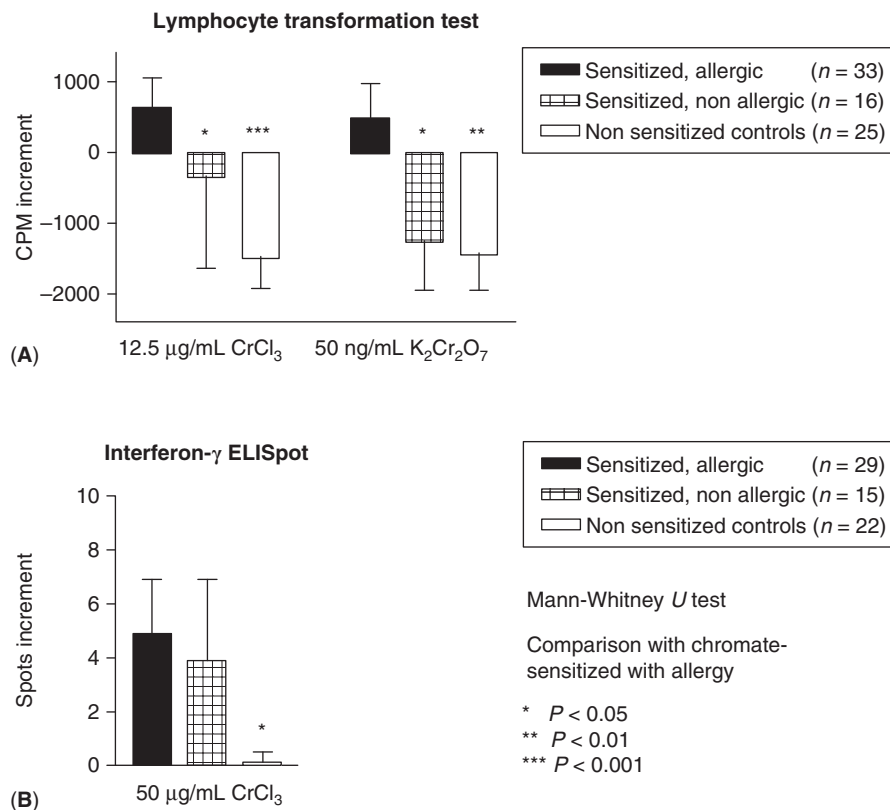 Lymphocyte transformation test
1000
0
−1000
−2000
CPM increment
* ***
* **
12.5 µg/mL CrCl₃ 50 ng/mL K₂Cr₂O₇
(A)
Sensitized, allergic (n = 33)
Sensitized, non allergic (n = 16)
Non sensitized controls (n = 25)
Interferon-γ ELISpot
10
8
6
4
2
0
Spots increment
*
50 µg/mL CrCl₃
(B)
Sensitized, allergic (n = 29)
Sensitized, non allergic (n = 15)
Non sensitized controls (n = 22)
Mann-Whitney U test
Comparison with chromate-
sensitized with allergy
* P < 0.05
** P < 0.01
*** P < 0.001